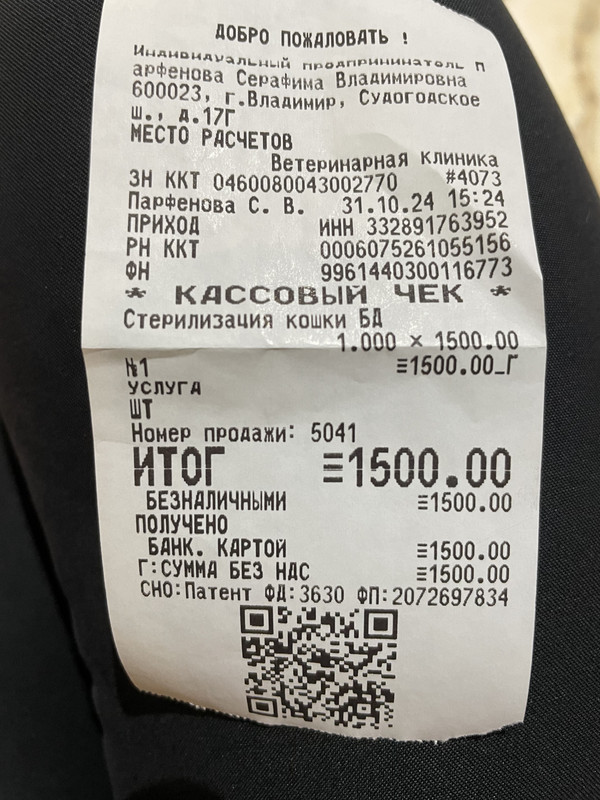 ДОБРО ПОЖАЛОВАТЬ !
Индивидуальный предприниматель П
арфенова Серафима Владимировна
600023, г.Владимир, Судогодское
ш., д.17Г
МЕСТО РАСЧЕТОВ
Ветеринарная клиника
ЗН ККТ 0460080043002770 #4073
Парфенова С. В. 31.10.24 15:24
ПРИХОД ИНН 332891763952
РН ККТ 0006075261055156
ФН 9961440300116773
* КАССОВЫЙ ЧЕК *
Стерилизация кошки БД
1.000 × 1500.00
№1 ≡1500.00_Г
УСЛУГА
ШТ
Номер продажи: 5041
ИТОГ ≡1500.00
БЕЗНАЛИЧНЫМИ ≡1500.00
ПОЛУЧЕНО
БАНК. КАРТОЙ ≡1500.00
Г:СУММА БЕЗ НДС ≡1500.00
СНО:Патент ФД:3630 ФП:2072697834